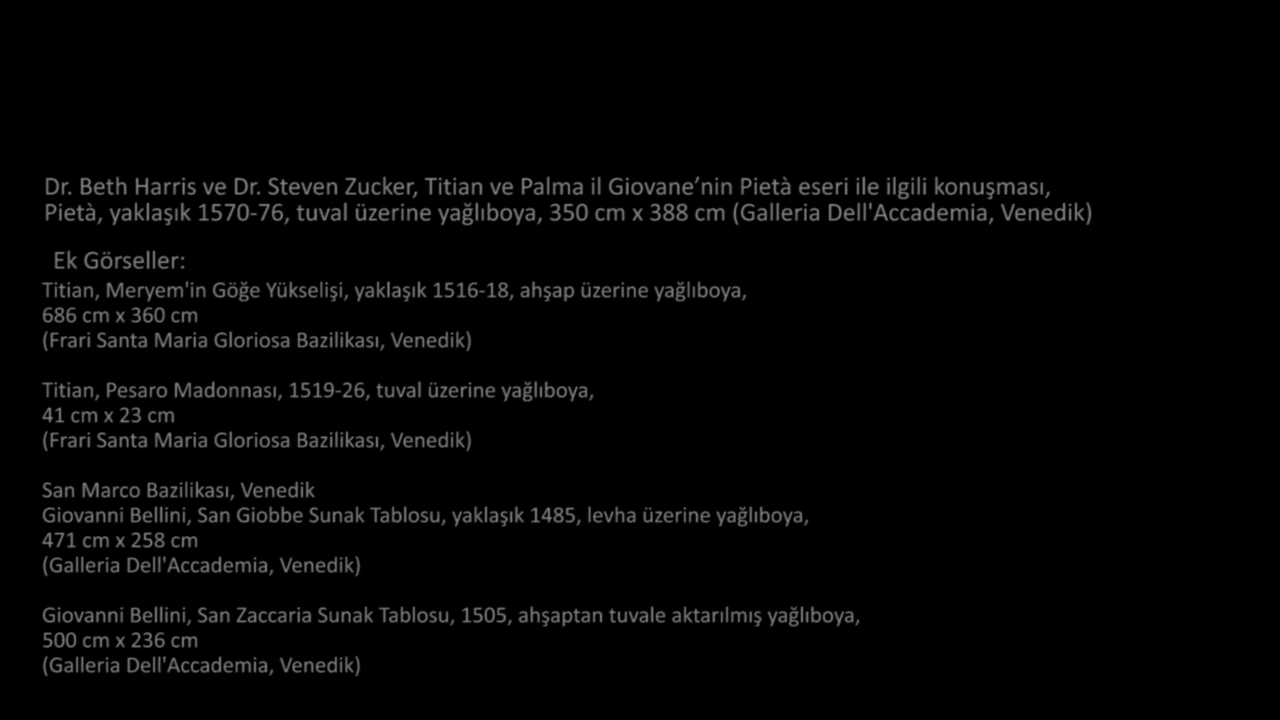 Dr. Beth Harris ve Dr. Steven Zucker, Titian ve Palma il Giovane’nin Pietà eseri ile ilgili konuşması,
Pietà, yaklaşık 1570-76, tuval üzerine yağlıboya, 350 cm x 388 cm (Galleria Dell'Accademia, Venedik)
Ek Görseller:
Titian, Meryem'in Göğe Yükselişi, yaklaşık 1516-18, ahşap üzerine yağlıboya,
686 cm x 360 cm
(Frari Santa Maria Gloriosa Bazilikası, Venedik)
Titian, Pesaro Madonnası, 1519-26, tuval üzerine yağlıboya,
41 cm x 23 cm
(Frari Santa Maria Gloriosa Bazilikası, Venedik)
San Marco Bazilikası, Venedik
Giovanni Bellini, San Giobbe Sunak Tablosu, yaklaşık 1485, levha üzerine yağlıboya,
471 cm x 258 cm
(Galleria Dell'Accademia, Venedik)
Giovanni Bellini, San Zaccaria Sunak Tablosu, 1505, ahşaptan tuvale aktarılmış yağlıboya,
500 cm x 236 cm
(Galleria Dell'Accademia, Venedik)